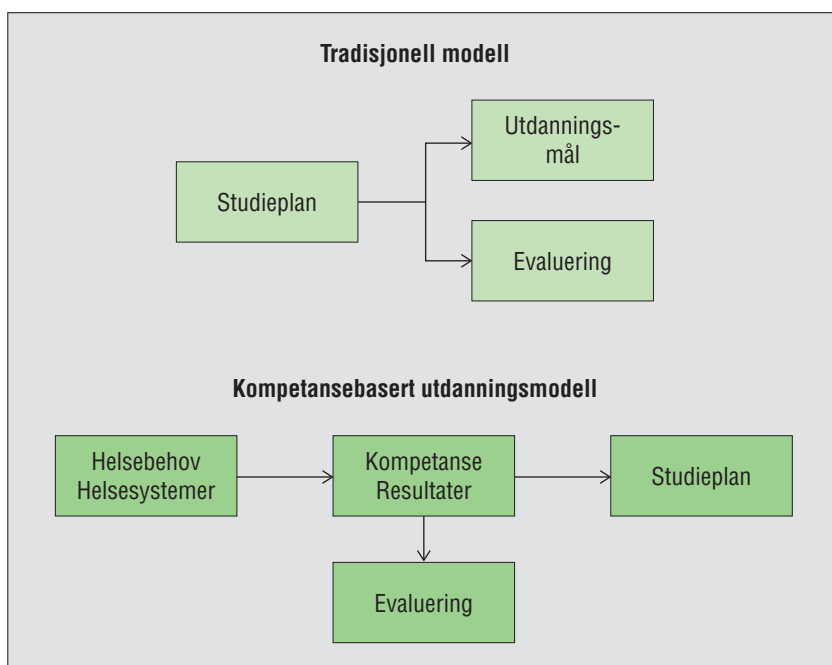 Tradisjonell modell
Utdannings-
mål
Studieplan
Evaluering
Kompetansebasert utdanningsmodell
Helsebehov
Helsesystemer
Kompetanse
Resultater
Studieplan
Evaluering